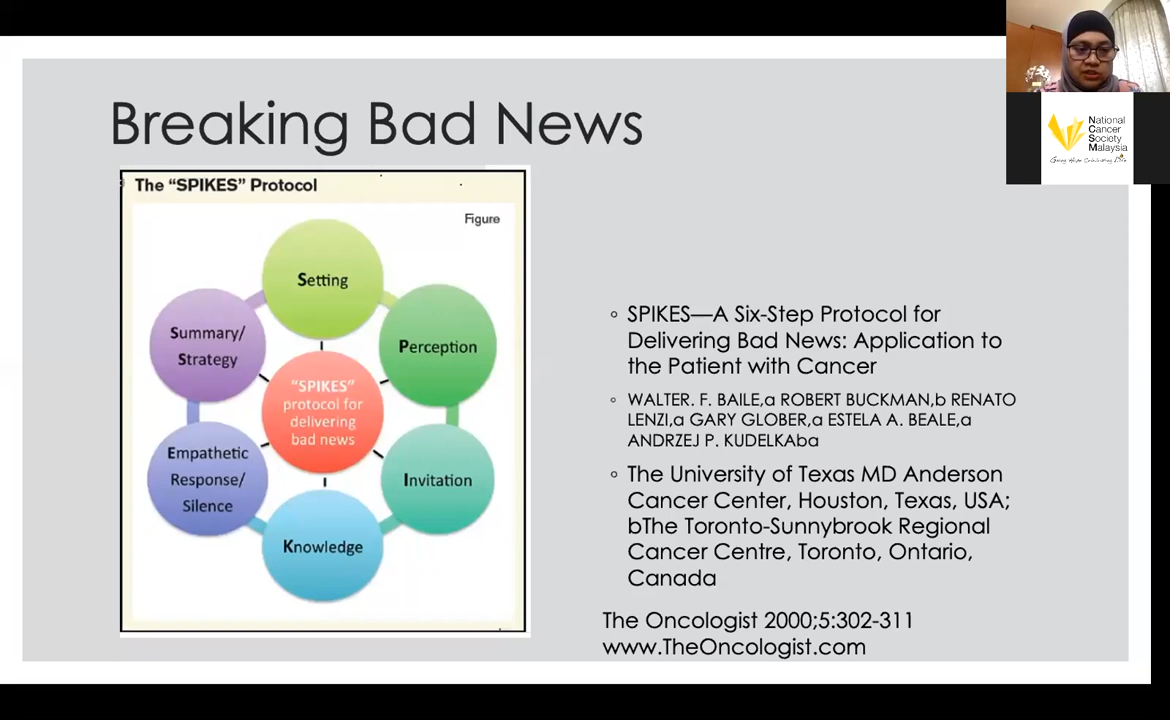 Breaking Bad News
The "SPIKES" Protocol
Figure
Setting
Perception
Invitation
Knowledge
Empathetic
Response/
Silence
Summary/
Strategy
"SPIKES"
protocol for
delivering
bad news
◦ SPIKES—A Six-Step Protocol for
Delivering Bad News: Application to
the Patient with Cancer
◦ WALTER. F. BAILE,a ROBERT BUCKMAN,b RENATO
LENZI,a GARY GLOBER,a ESTELA A. BEALE,a
ANDRZEJ P. KUDELKAba
◦ The University of Texas MD Anderson
Cancer Center, Houston, Texas, USA;
bThe Toronto-Sunnybrook Regional
Cancer Centre, Toronto, Ontario,
Canada
The Oncologist 2000;5:302-311
www.TheOncologist.com
National
Cancer
Society
Malaysia